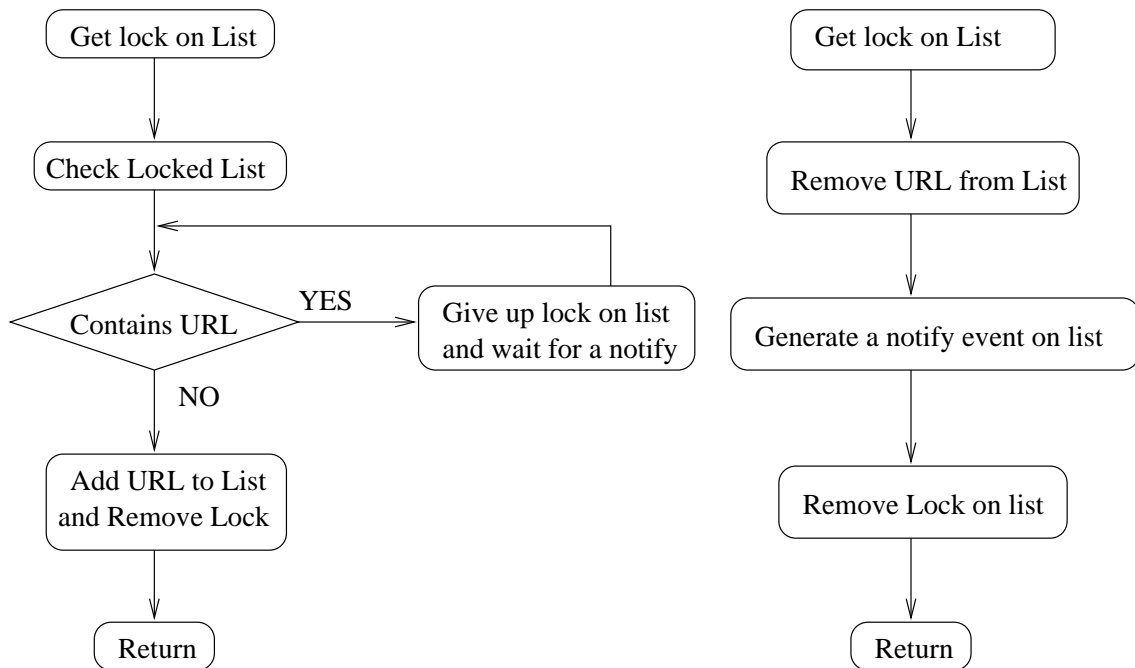 Get lock on List
Check Locked List
Contains URL
YES
Give up lock on list
and wait for a notify
NO
Add URL to List
and Remove Lock
Return
Get lock on List
Remove URL from List
Generate a notify event on list
Remove Lock on list
Return